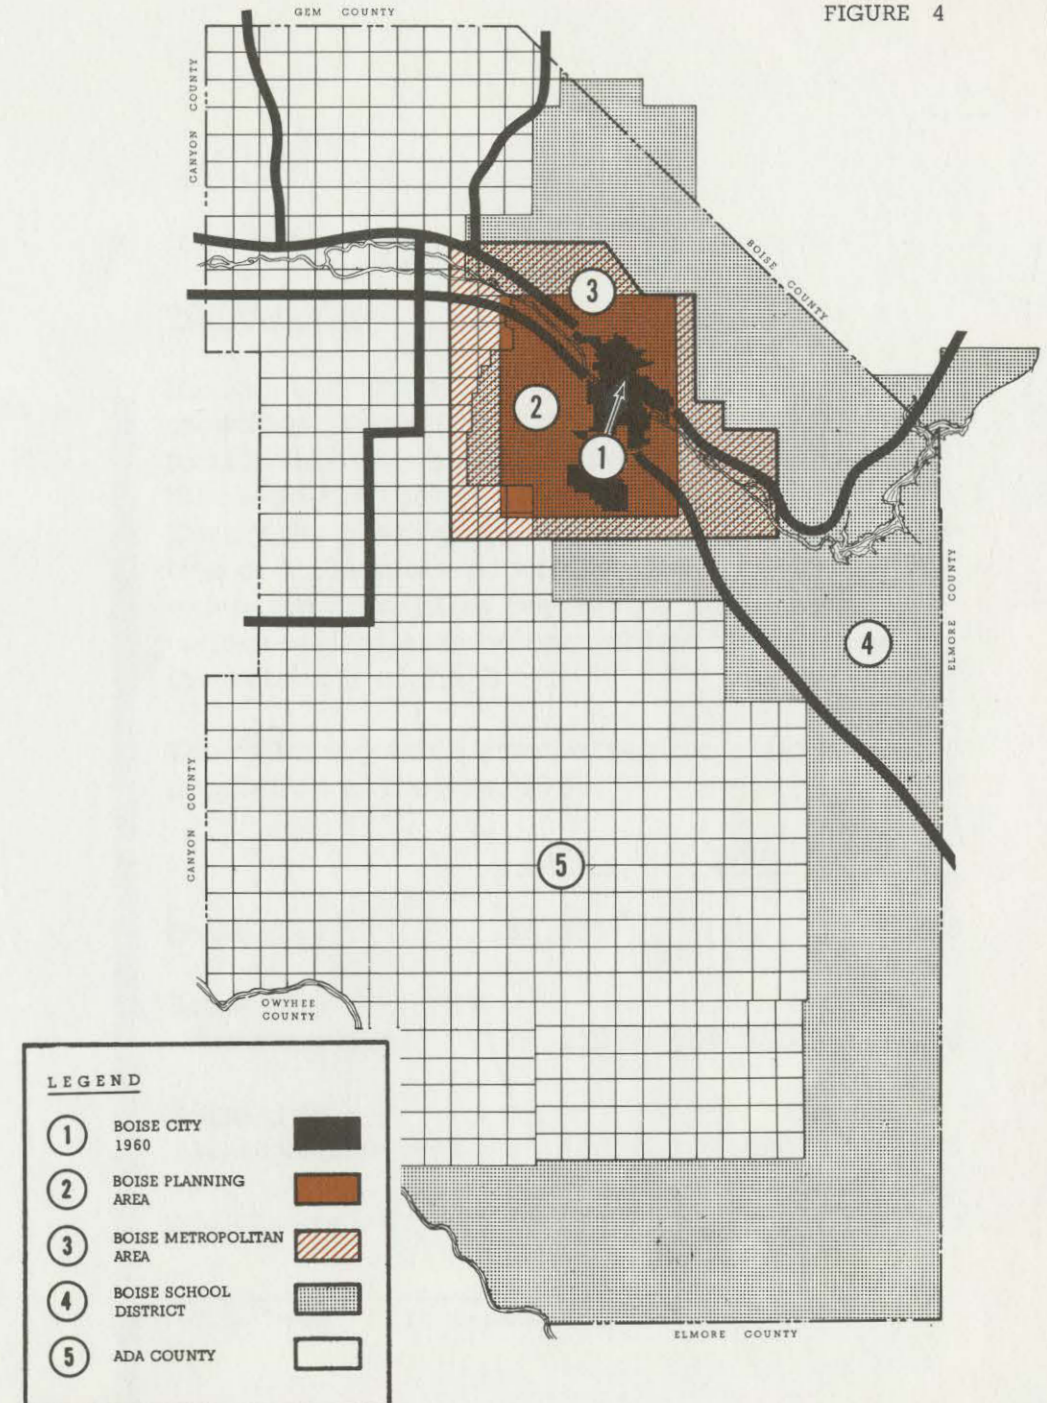 FIGURE 4
GEM COUNTY
CANYON COUNTY
BOISE COUNTY
3
2
1
ELMORE COUNTY
4
CANYON COUNTY
5
OWYHEE
COUNTY
ELMORE COUNTY
LEGEND
1 BOISE CITY
1960
2 BOISE PLANNING
AREA
3 BOISE METROPOLITAN
AREA
4 BOISE SCHOOL
DISTRICT
5 ADA COUNTY